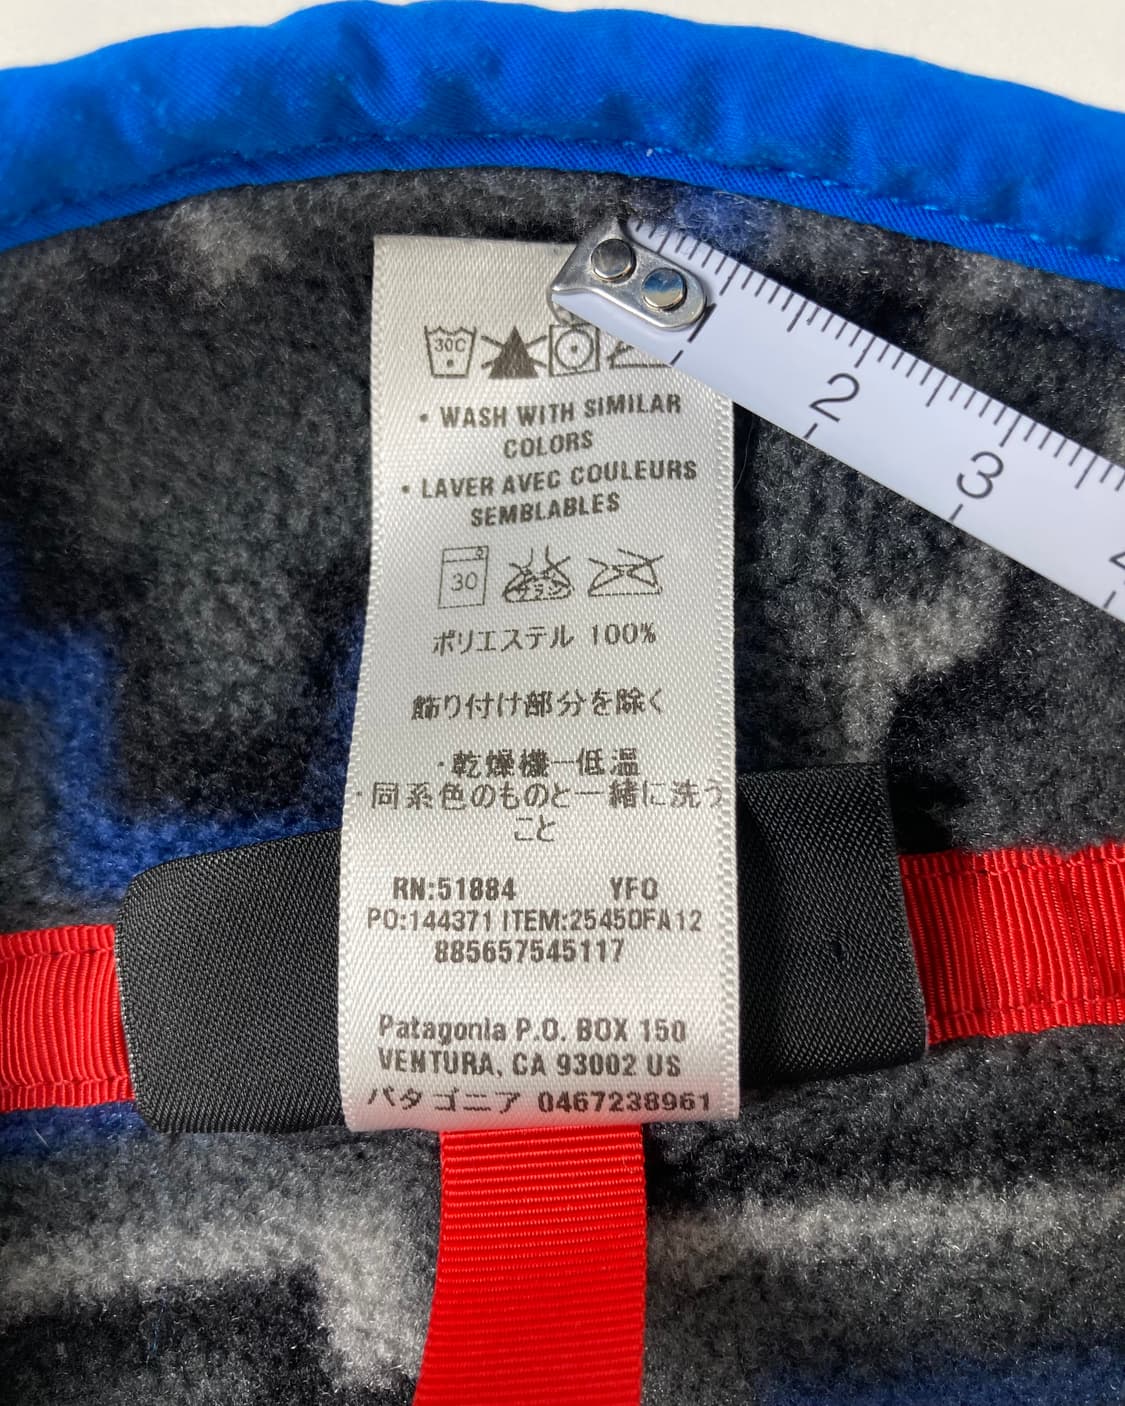 30C
• WASH WITH SIMILAR
COLORS
• LAVER AVEC COULEURS
SEMBLABLES
30
ポリエステル 100%
飾り付け部分を除く
・乾燥機ー低温
・同系色のものと一緒に洗う
こと
RN:51884 YFO
PO:144371 ITEM:25450FA12
885657545117
Patagonia P.O. BOX 150
VENTURA, CA 93002 US
パタゴニア 0467238961
2
3